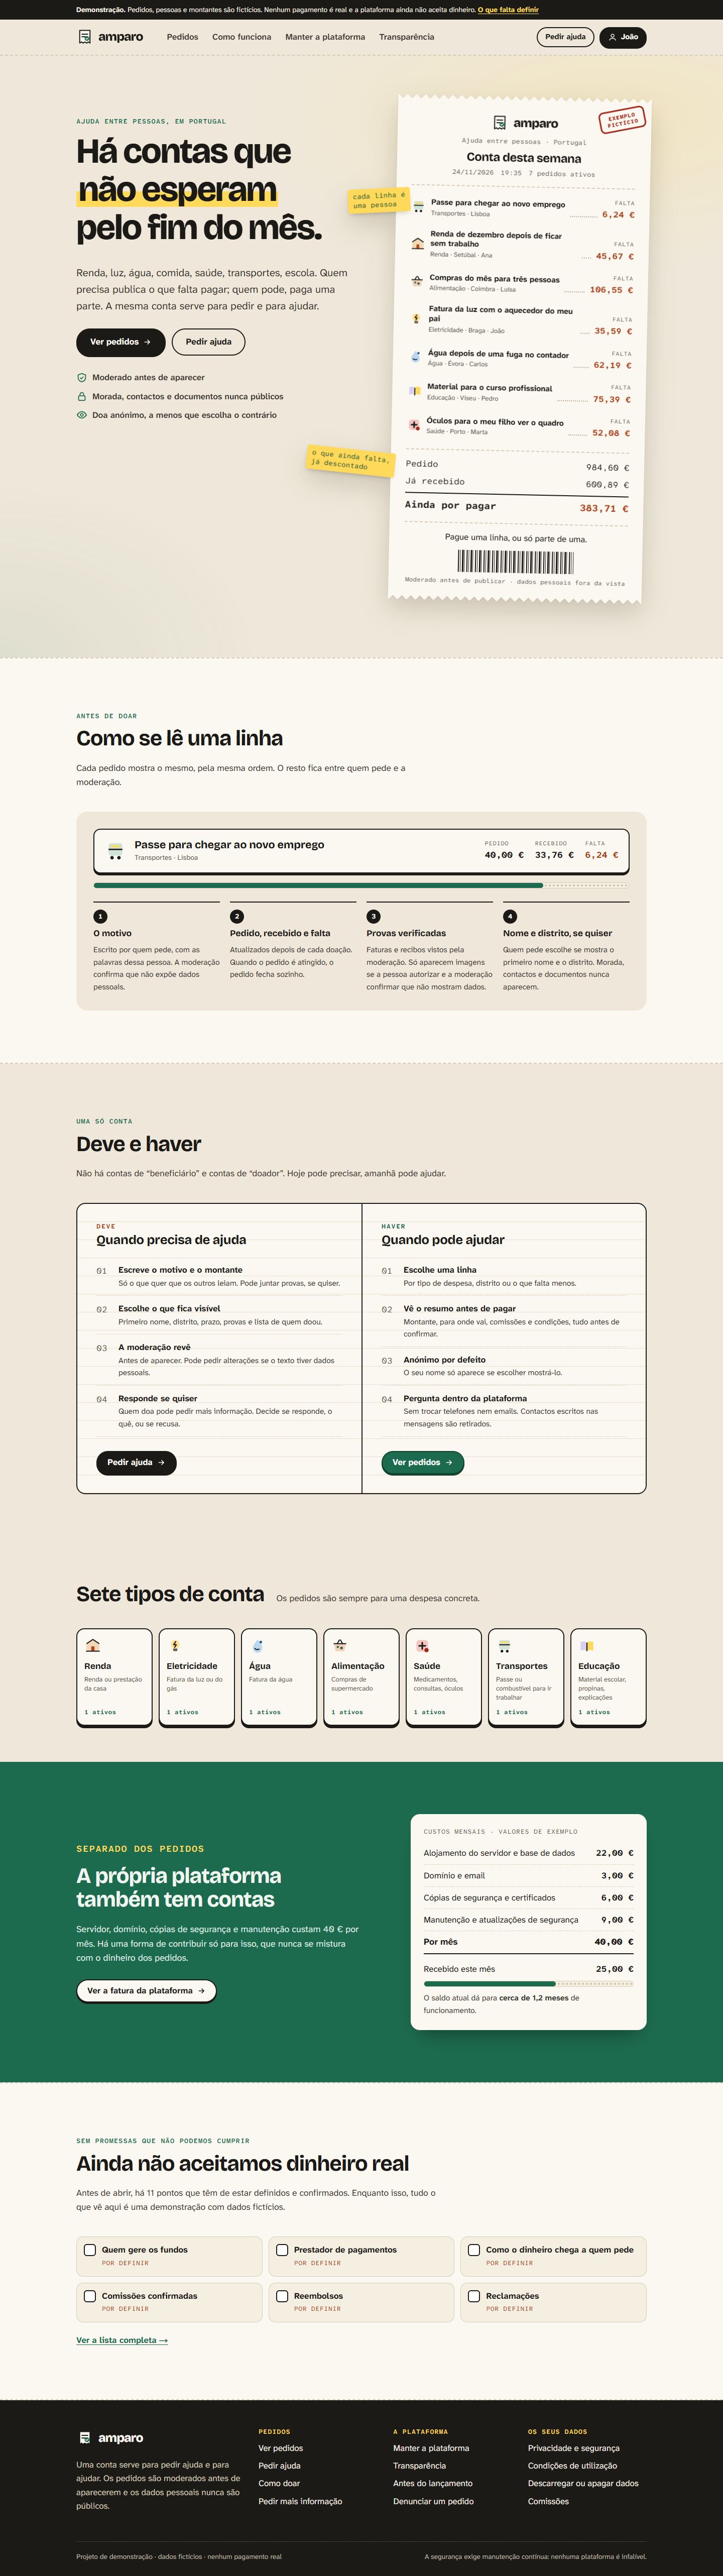 Demonstração. Pedidos, pessoas e montantes são fictícios. Nenhum pagamento é real e a plataforma ainda não aceita dinheiro. O que falta definir
amparo
Pedidos
Como funciona
Manter a plataforma
Transparência
Pedir ajuda
João
AJUDA ENTRE PESSOAS, EM PORTUGAL
Há contas que
não esperam
pelo fim do mês.
Renda, luz, água, comida, saúde, transportes, escola. Quem
precisa publica o que falta pagar; quem pode, paga uma
parte. A mesma conta serve para pedir e para ajudar.
Ver pedidos →
Pedir ajuda
Moderado antes de aparecer
Morada, contactos e documentos nunca públicos
Doa anónimo, a menos que escolha o contrário
cada linha é
uma pessoa
o que ainda falta,
já descontado
amparo
EXEMPLO
FICTÍCIO
Ajuda entre pessoas · Portugal
Conta desta semana
24/11/2026 19:35 7 pedidos ativos
Passe para chegar ao novo emprego
Transportes · Lisboa
FALTA
6,24 €
Renda de dezembro depois de ficar
sem trabalho
Renda · Setúbal · Ana
FALTA
45,67 €
Compras do mês para três pessoas
Alimentação · Coimbra · Luísa
FALTA
106,55 €
Fatura da luz com o aquecedor do meu
pai
Eletricidade · Braga · João
FALTA
35,59 €
Água depois de uma fuga no contador
Água · Évora · Carlos
FALTA
62,19 €
Material para o curso profissional
Educação · Viseu · Pedro
FALTA
75,39 €
Óculos para o meu filho ver o quadro
Saúde · Porto · Marta
FALTA
52,08 €
Pedido 984,60 €
Já recebido 600,89 €
Ainda por pagar 383,71 €
Pague uma linha, ou só parte de uma.
Moderado antes de publicar · dados pessoais fora da vista
ANTES DE DOAR
Como se lê uma linha
Cada pedido mostra o mesmo, pela mesma ordem. O resto fica entre quem pede e a
moderação.
Passe para chegar ao novo emprego
Transportes · Lisboa
PEDIDO
40,00 €
RECEBIDO
33,76 €
FALTA
6,24 €
1
O motivo
Escrito por quem pede, com as
palavras dessa pessoa. A moderação
confirma que não expõe dados
pessoais.
2
Pedido, recebido e falta
Atualizados depois de cada doação.
Quando o pedido é atingido, o
pedido fecha sozinho.
3
Provas verificadas
Faturas e recibos vistos pela
moderação. Só aparecem imagens
se a pessoa autorizar e a moderação
confirmar que não mostram dados.
4
Nome e distrito, se quiser
Quem pede escolhe se mostra o
primeiro nome e o distrito. Morada,
contactos e documentos nunca
aparecem.
UMA SÓ CONTA
Deve e haver
Não há contas de “beneficiário” e contas de “doador”. Hoje pode precisar, amanhã pode ajudar.
DEVE
Quando precisa de ajuda
01 Escreve o motivo e o montante
Só o que quer que os outros leiam. Pode juntar provas, se quiser.
02 Escolhe o que fica visível
Primeiro nome, distrito, prazo, provas e lista de quem doou.
03 A moderação revê
Antes de aparecer. Pode pedir alterações se o texto tiver dados
pessoais.
04 Responde se quiser
Quem doa pode pedir mais informação. Decide se responde, o
quê, ou se recusa.
Pedir ajuda →
HAVER
Quando pode ajudar
01 Escolhe uma linha
Por tipo de despesa, distrito ou o que falta menos.
02 Vê o resumo antes de pagar
Montante, para onde vai, comissões e condições, tudo antes de
confirmar.
03 Anónimo por defeito
O seu nome só aparece se escolher mostrá-lo.
04 Pergunta dentro da plataforma
Sem trocar telefones nem emails. Contactos escritos nas
mensagens são retirados.
Ver pedidos →
Sete tipos de conta
Os pedidos são sempre para uma despesa concreta.
Renda
Renda ou prestação
da casa
1 ativos
Eletricidade
Fatura da luz ou do
gás
1 ativos
Água
Fatura da água
1 ativos
Alimentação
Compras de
supermercado
1 ativos
Saúde
Medicamentos,
consultas, óculos
1 ativos
Transportes
Passe ou
combustível para ir
trabalhar
1 ativos
Educação
Material escolar,
propinas,
explicações
1 ativos
SEPARADO DOS PEDIDOS
A própria plataforma
também tem contas
Servidor, domínio, cópias de segurança e manutenção custam 40 € por
mês. Há uma forma de contribuir só para isso, que nunca se mistura
com o dinheiro dos pedidos.
Ver a fatura da plataforma →
CUSTOS MENSAIS · VALORES DE EXEMPLO
Alojamento do servidor e base de dados 22,00 €
Domínio e email 3,00 €
Cópias de segurança e certificados 6,00 €
Manutenção e atualizações de segurança 9,00 €
Por mês 40,00 €
Recebido este mês 25,00 €
O saldo atual dá para cerca de 1,2 meses de
funcionamento.
SEM PROMESSAS QUE NÃO PODEMOS CUMPRIR
Ainda não aceitamos dinheiro real
Antes de abrir, há 11 pontos que têm de estar definidos e confirmados. Enquanto isso, tudo o
que vê aqui é uma demonstração com dados fictícios.
Quem gere os fundos
POR DEFINIR
Prestador de pagamentos
POR DEFINIR
Como o dinheiro chega a quem pede
POR DEFINIR
Comissões confirmadas
POR DEFINIR
Reembolsos
POR DEFINIR
Reclamações
POR DEFINIR
Ver a lista completa →
amparo
Uma conta serve para pedir ajuda e para
ajudar. Os pedidos são moderados antes de
aparecerem e os dados pessoais nunca são
públicos.
PEDIDOS
Ver pedidos
Pedir ajuda
Como doar
Pedir mais informação
A PLATAFORMA
Manter a plataforma
Transparência
Antes do lançamento
Denunciar um pedido
OS SEUS DADOS
Privacidade e segurança
Condições de utilização
Descarregar ou apagar dados
Comissões
Projeto de demonstração · dados fictícios · nenhum pagamento real
A segurança exige manutenção contínua: nenhuma plataforma é infalível.